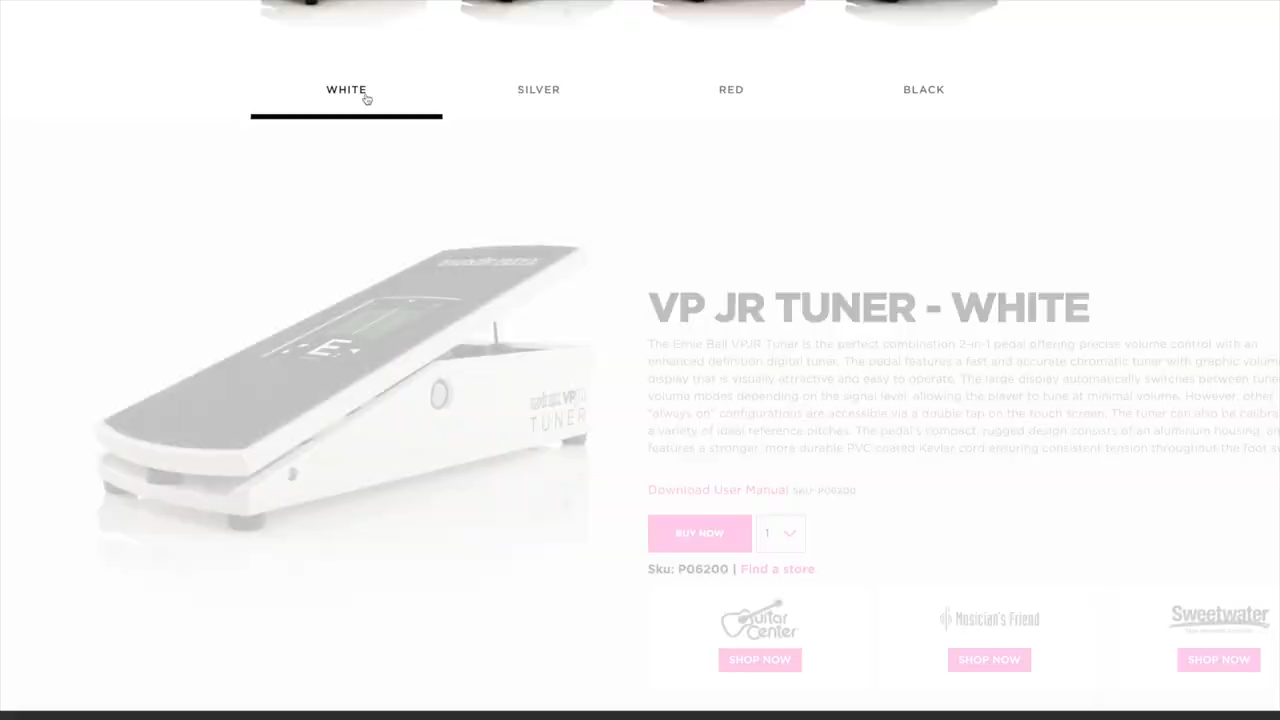 WHITE
SILVER
RED
BLACK
E
VP
TUNER
VP JR TUNER - WHITE
The Ernie Ball VPJR Tuner is the perfect combination 2-in-1 pedal offering precise volume control with an
enhanced definition digital tuner. The pedal features a fast and accurate chromatic tuner with graphic
display that is visually attractive and easy to operate. The large display automatically switches between
volume modes depending on the signal level, allowing the player to tune at minimal volume. However, other
"always on" configurations are accessible via a double tap on the touch screen. The tuner can also be
a variety of ideal reference pitches. The pedal's compact, rugged design consists of an aluminum housing,
features a stronger, more durable PVC coated Kevlar cord ensuring consistent tension throughout the foot
Download User Manual SKU: P06200
BUY NOW
1
Sku: P06200 | Find a store
Guitar Center
Musician's Friend
Sweetwater
SHOP NOW
SHOP NOW
SHOP NOW